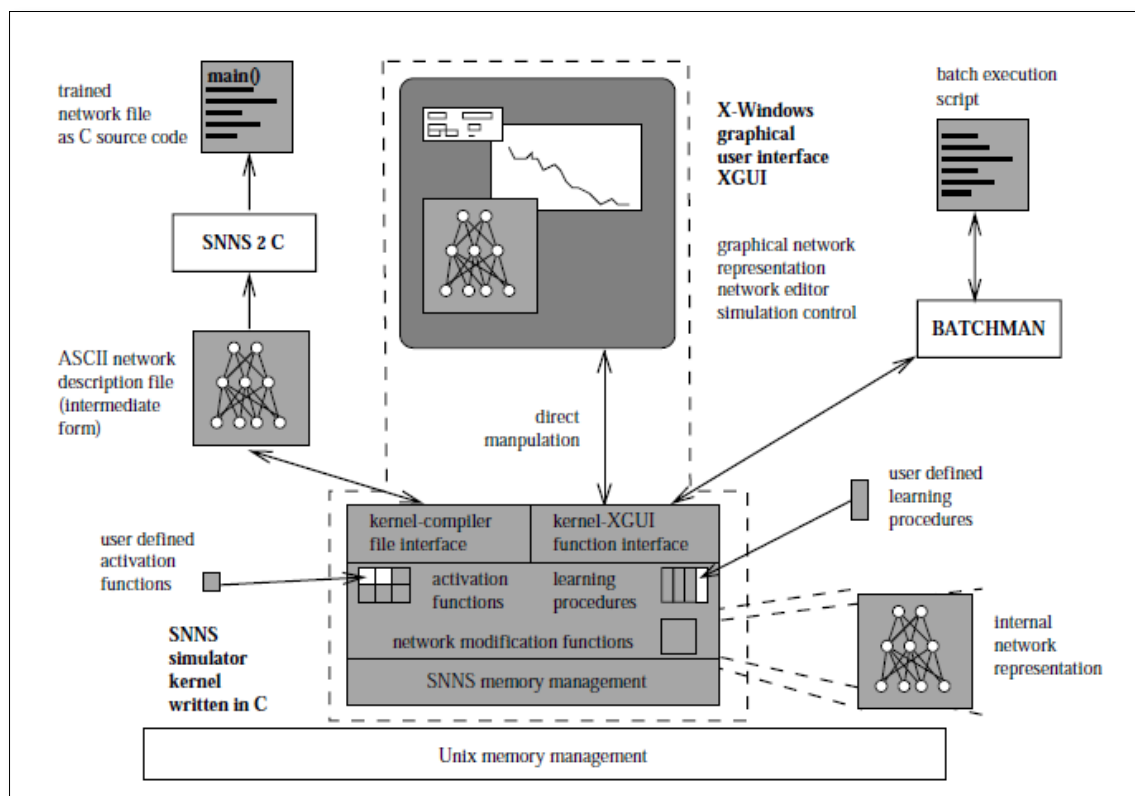 main()
trained
network file
as C source code
SNNS 2 C
ASCII network
description file
(intermediate
form)
X-Windows
graphical
user interface
XGUI
graphical network
representation
network editor
simulation control
batch execution
script
BATCHMAN
direct
manpulation
user defined
learning
procedures
kernel-compiler
file interface
kernel-XGUI
function interface
user defined
activation
functions
activation
functions
learning
procedures
network modification functions
SNNS memory management
SNNS
simulator
kernel
written in C
internal
network
representation
Unix memory management